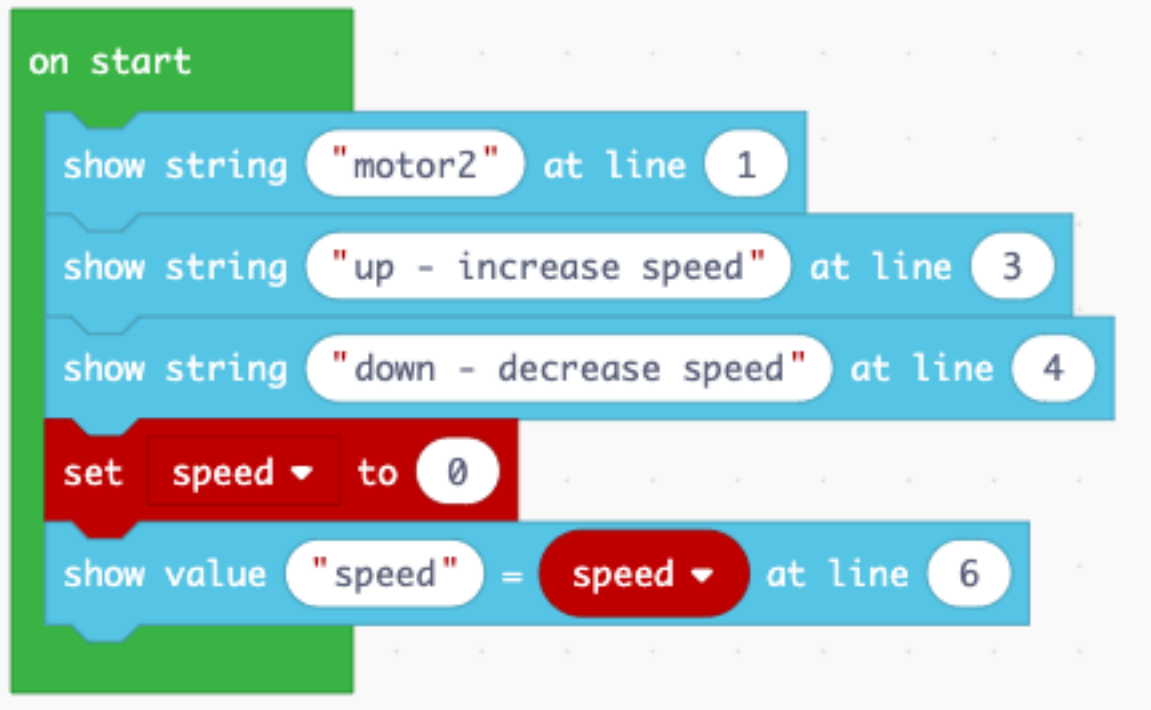 on start
show string "motor2" at line 1
show string "up - increase speed" at line 3
show string "down - decrease speed" at line 4
set speed to 0
show value "speed" = speed at line 6